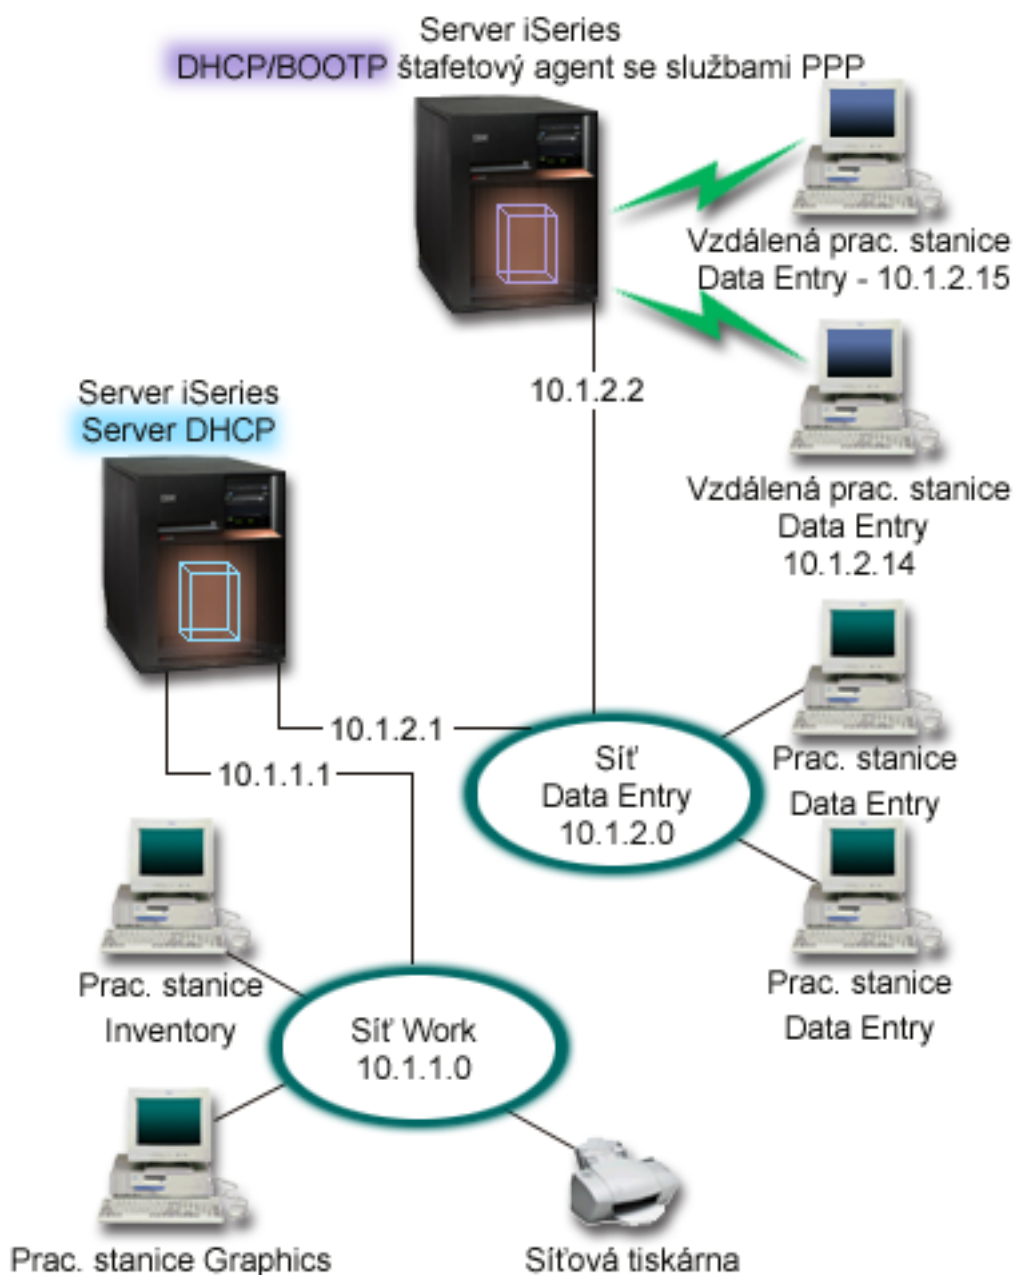 Server iSeries
DHCP/BOOTP štafetový agent se službami PPP
Vzdálená prac. stanice
Data Entry - 10.1.2.15
10.1.2.2
Server iSeries
Server DHCP
Vzdálená prac. stanice
Data Entry
10.1.2.14
10.1.2.1
10.1.1.1
Síť
Data Entry
10.1.2.0
Prac. stanice
Data Entry
Prac. stanice
Data Entry
Prac. stanice
Inventory
Síť Work
10.1.1.0
Prac. stanice Graphics
Síťová tiskárna